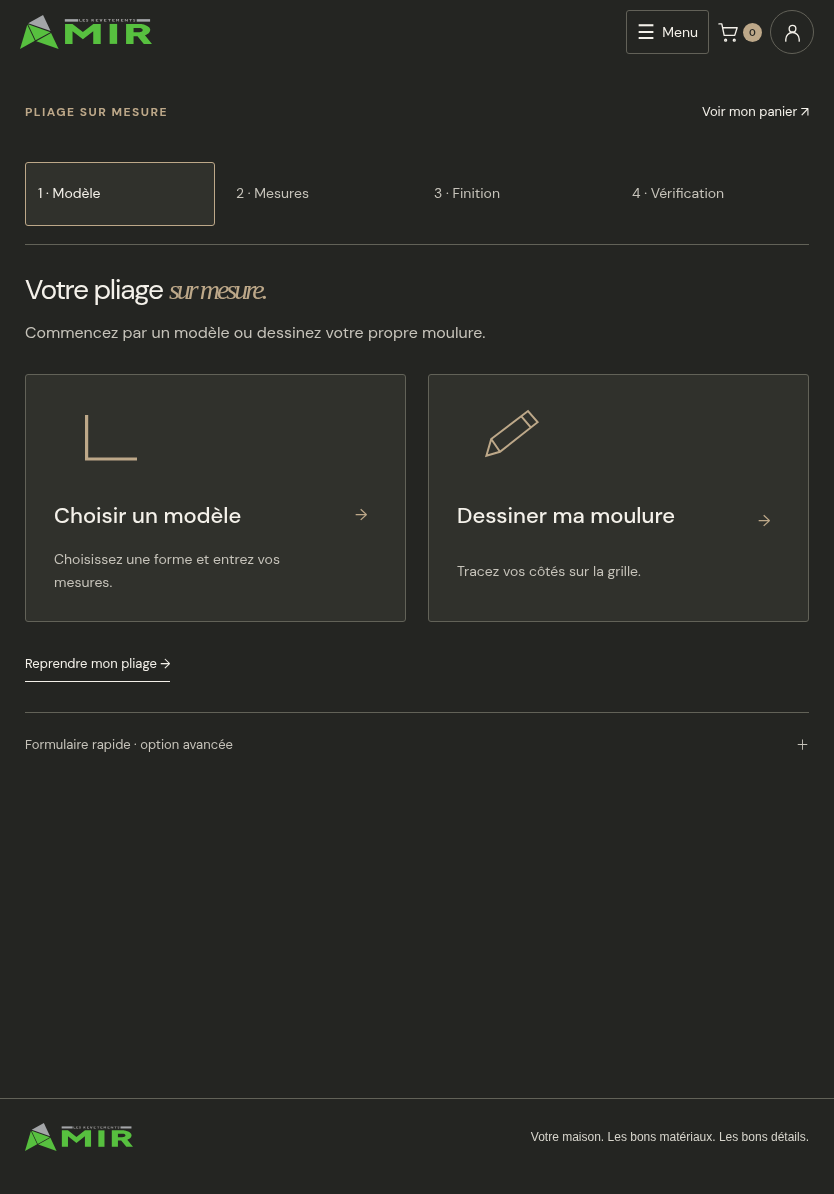 LES REVÊTEMENTS
MIR
Menu
0
PLIAGE SUR MESURE
Voir mon panier ↗
1 · Modèle
2 · Mesures
3 · Finition
4 · Vérification
Votre pliage sur mesure.
Commencez par un modèle ou dessinez votre propre moulure.
Choisir un modèle →
Choisissez une forme et entrez vos
mesures.
Dessiner ma moulure →
Tracez vos côtés sur la grille.
Reprendre mon pliage →
Formulaire rapide · option avancée +
LES REVÊTEMENTS
MIR
Votre maison. Les bons matériaux. Les bons détails.